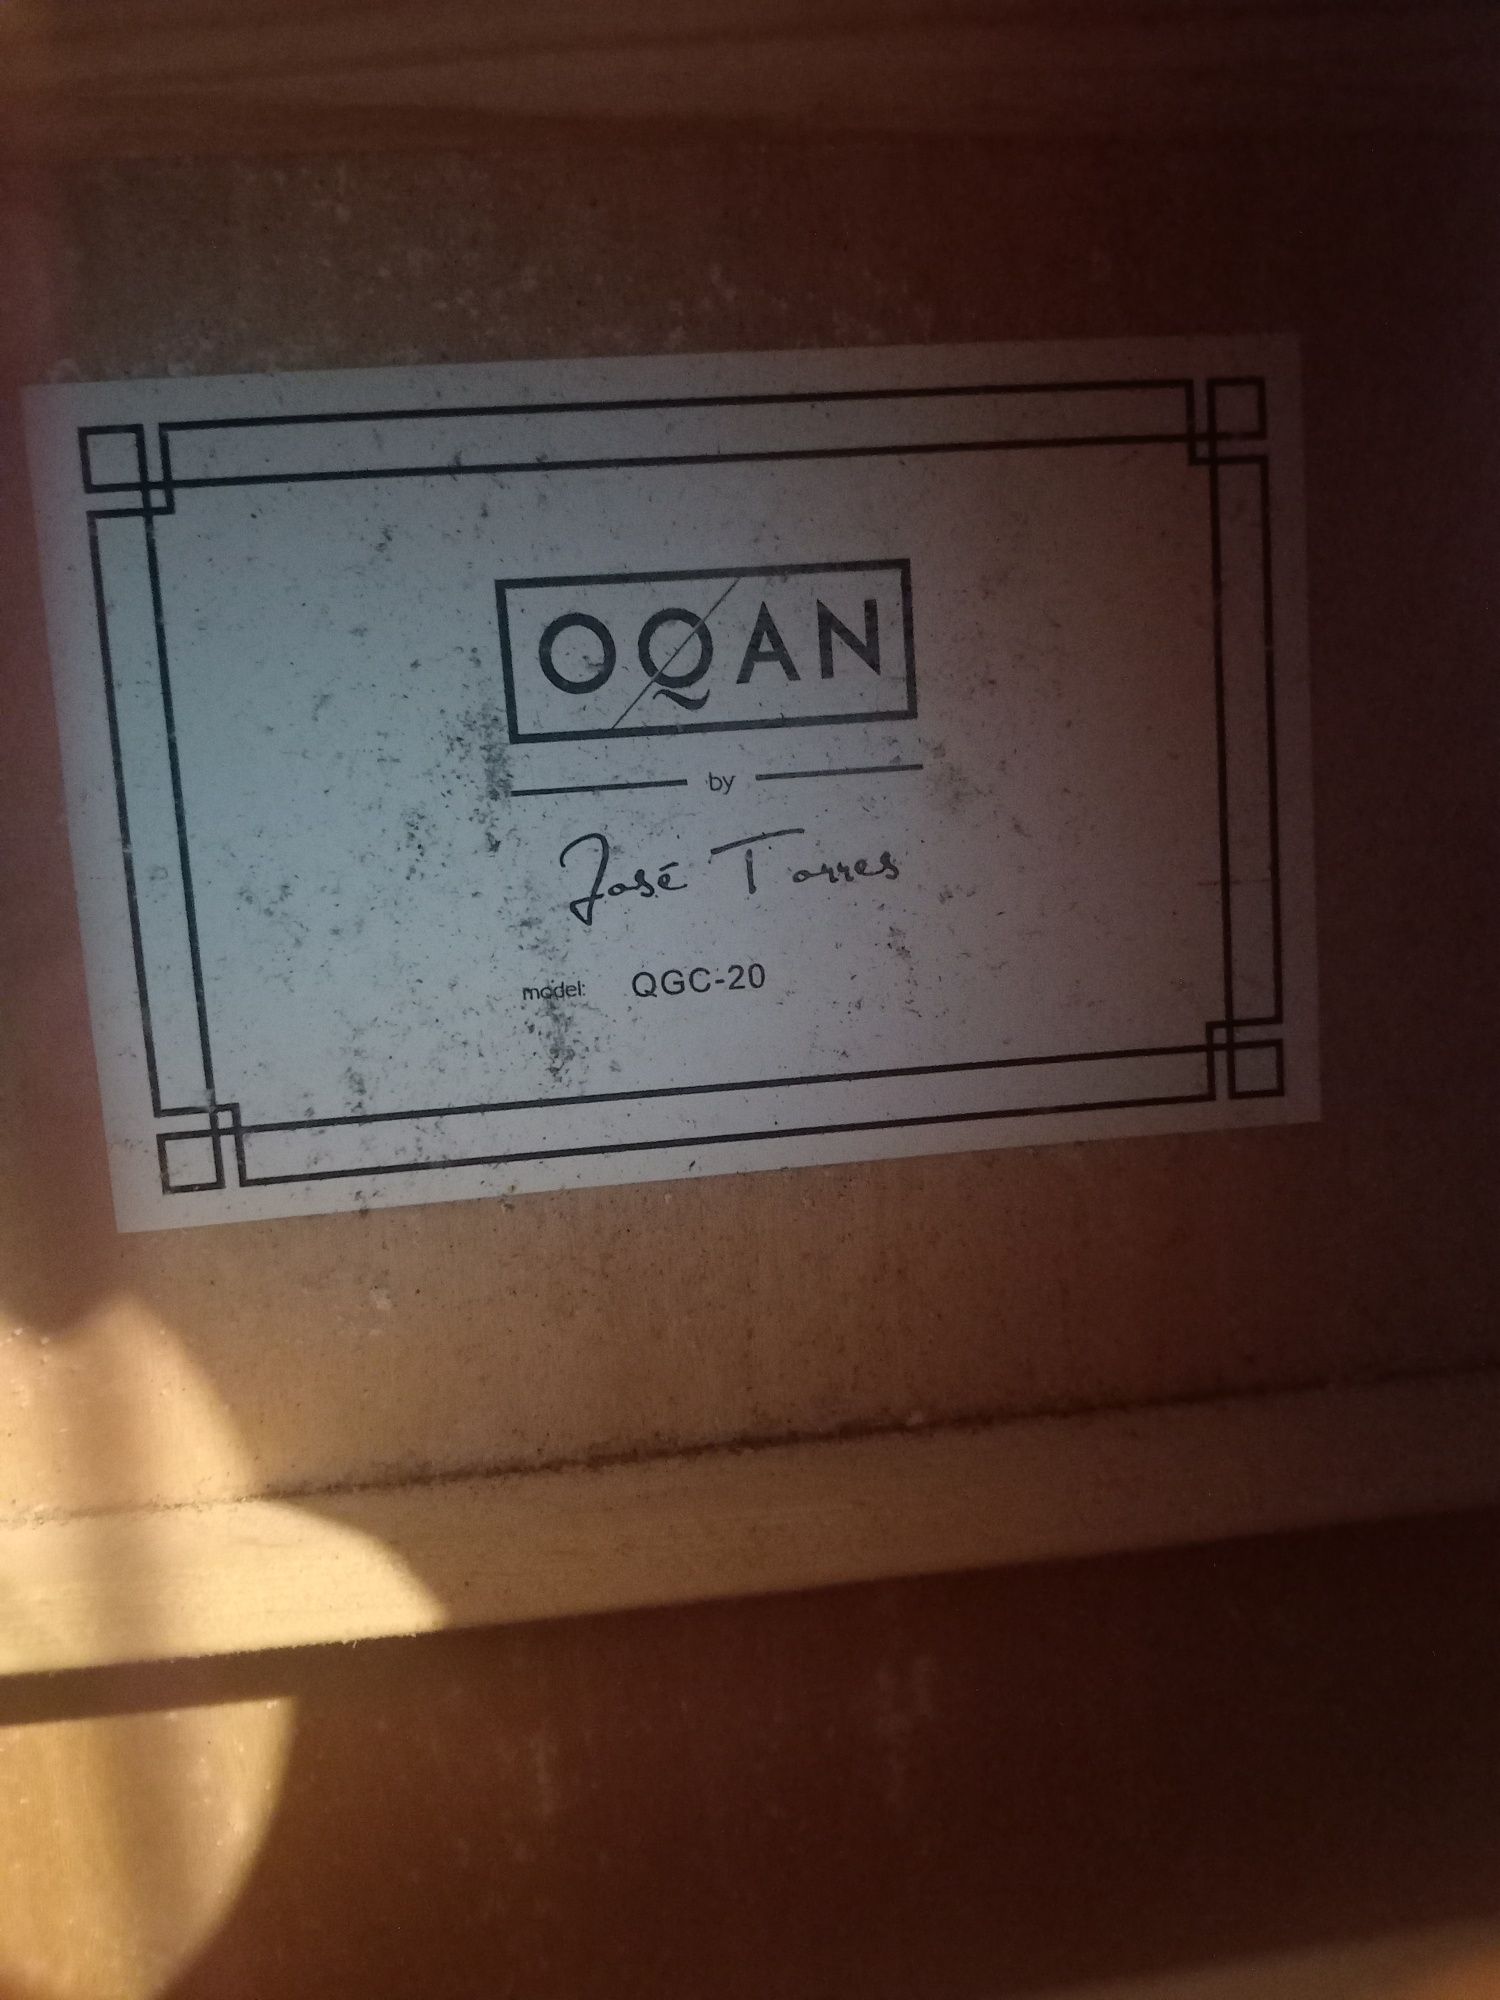 OQAN
by
José Torres
model: QGC-20